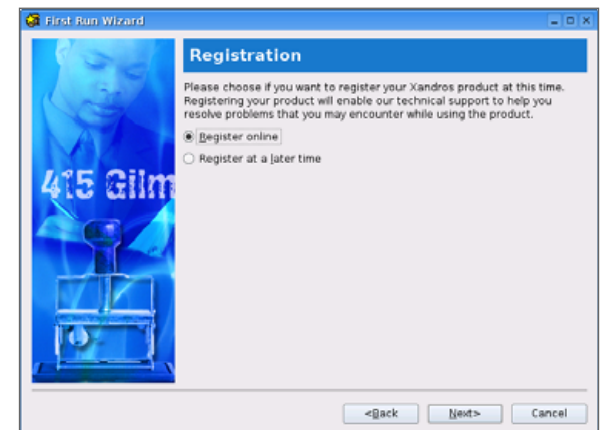 First Run Wizard
Registration
Please choose if you want to register your Xandros product at this time.
Registering your product will enable our technical support to help you
resolve problems that you may encounter while using the product.
Register online
Register at a later time
415 Gilm
<Back
Next>
Cancel